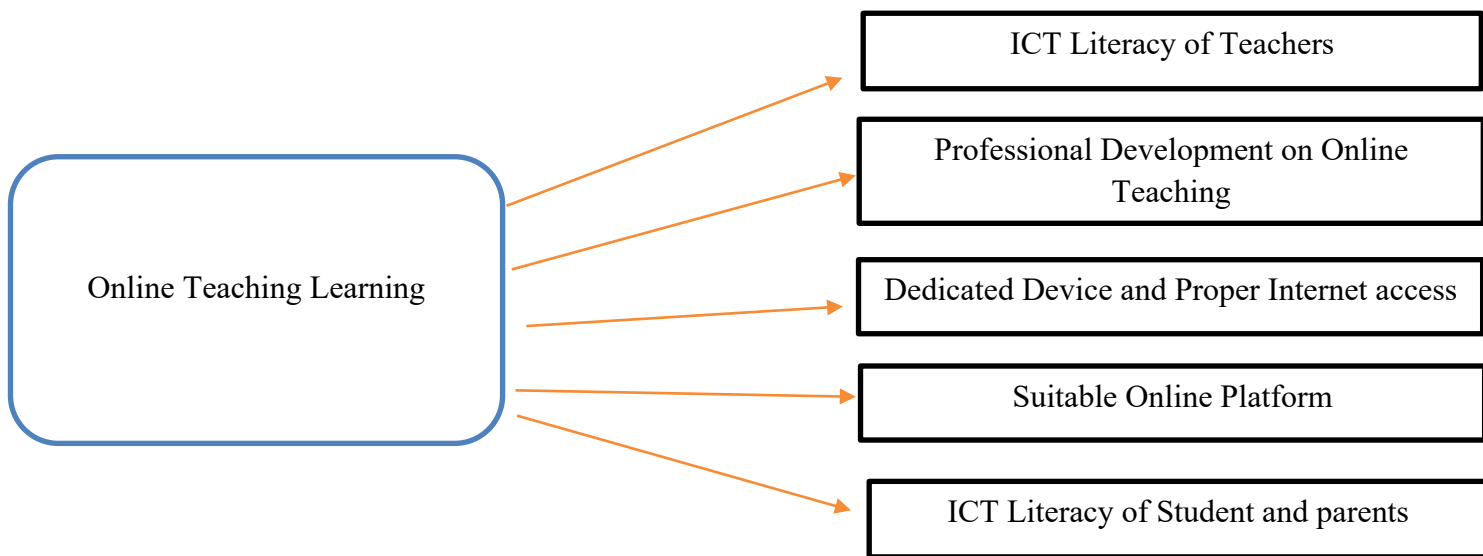 ICT Literacy of Teachers
Professional Development on Online
Teaching
Online Teaching Learning
Dedicated Device and Proper Internet access
Suitable Online Platform
ICT Literacy of Student and parents